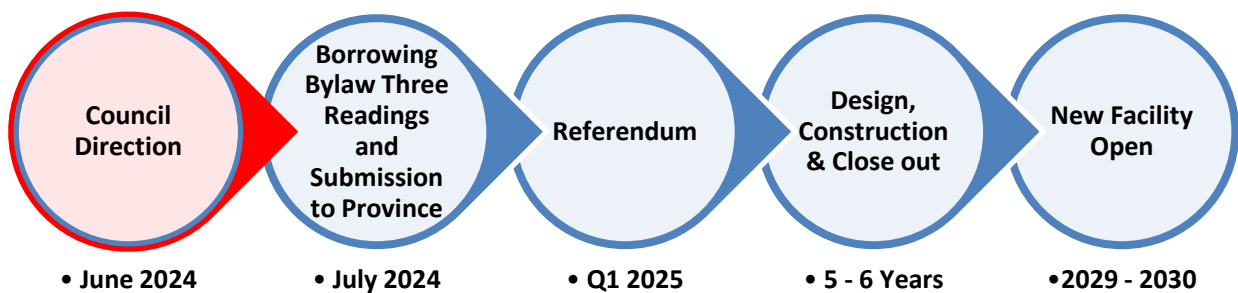 Council
Direction
Borrowing
Bylaw Three
Readings
and
Submission
to Province
Referendum
Design,
Construction
& Close out
New Facility
Open
• June 2024
• July 2024
• Q1 2025
• 5 - 6 Years
•2029 - 2030